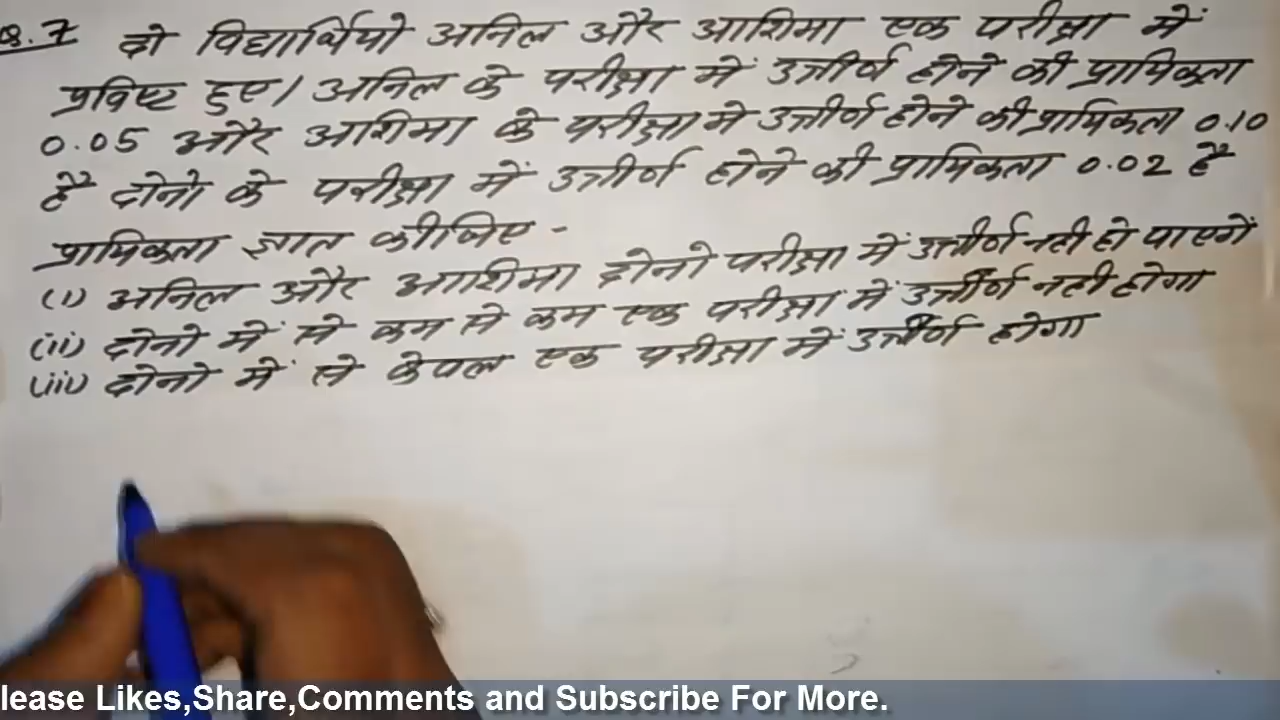 Q.7 दो विद्यार्थियो अनिल और आशिमा एक परीक्षा में
प्रविष्ट हुए। अनिल के परीक्षा में उत्तीर्ण होने की प्रायिकता
0.05 और आशिमा के परीक्षा मे उत्तीर्ण होने की प्रायिकता 0.10
है दोनो के परीक्षा में उत्तीर्ण होने की प्रायिकता 0.02 है
प्रायिकता ज्ञात कीजिए -
(i) अनिल और आशिमा दोनो परीक्षा में उत्तीर्ण नही हो पाएगें
(ii) दोनो में से कम से कम एक परीक्षा में उत्तीर्ण नही होगा
(iii) दोनो में से केवल एक परीक्षा में उत्तीर्ण होगा
lease Likes,Share,Comments and Subscribe For More.